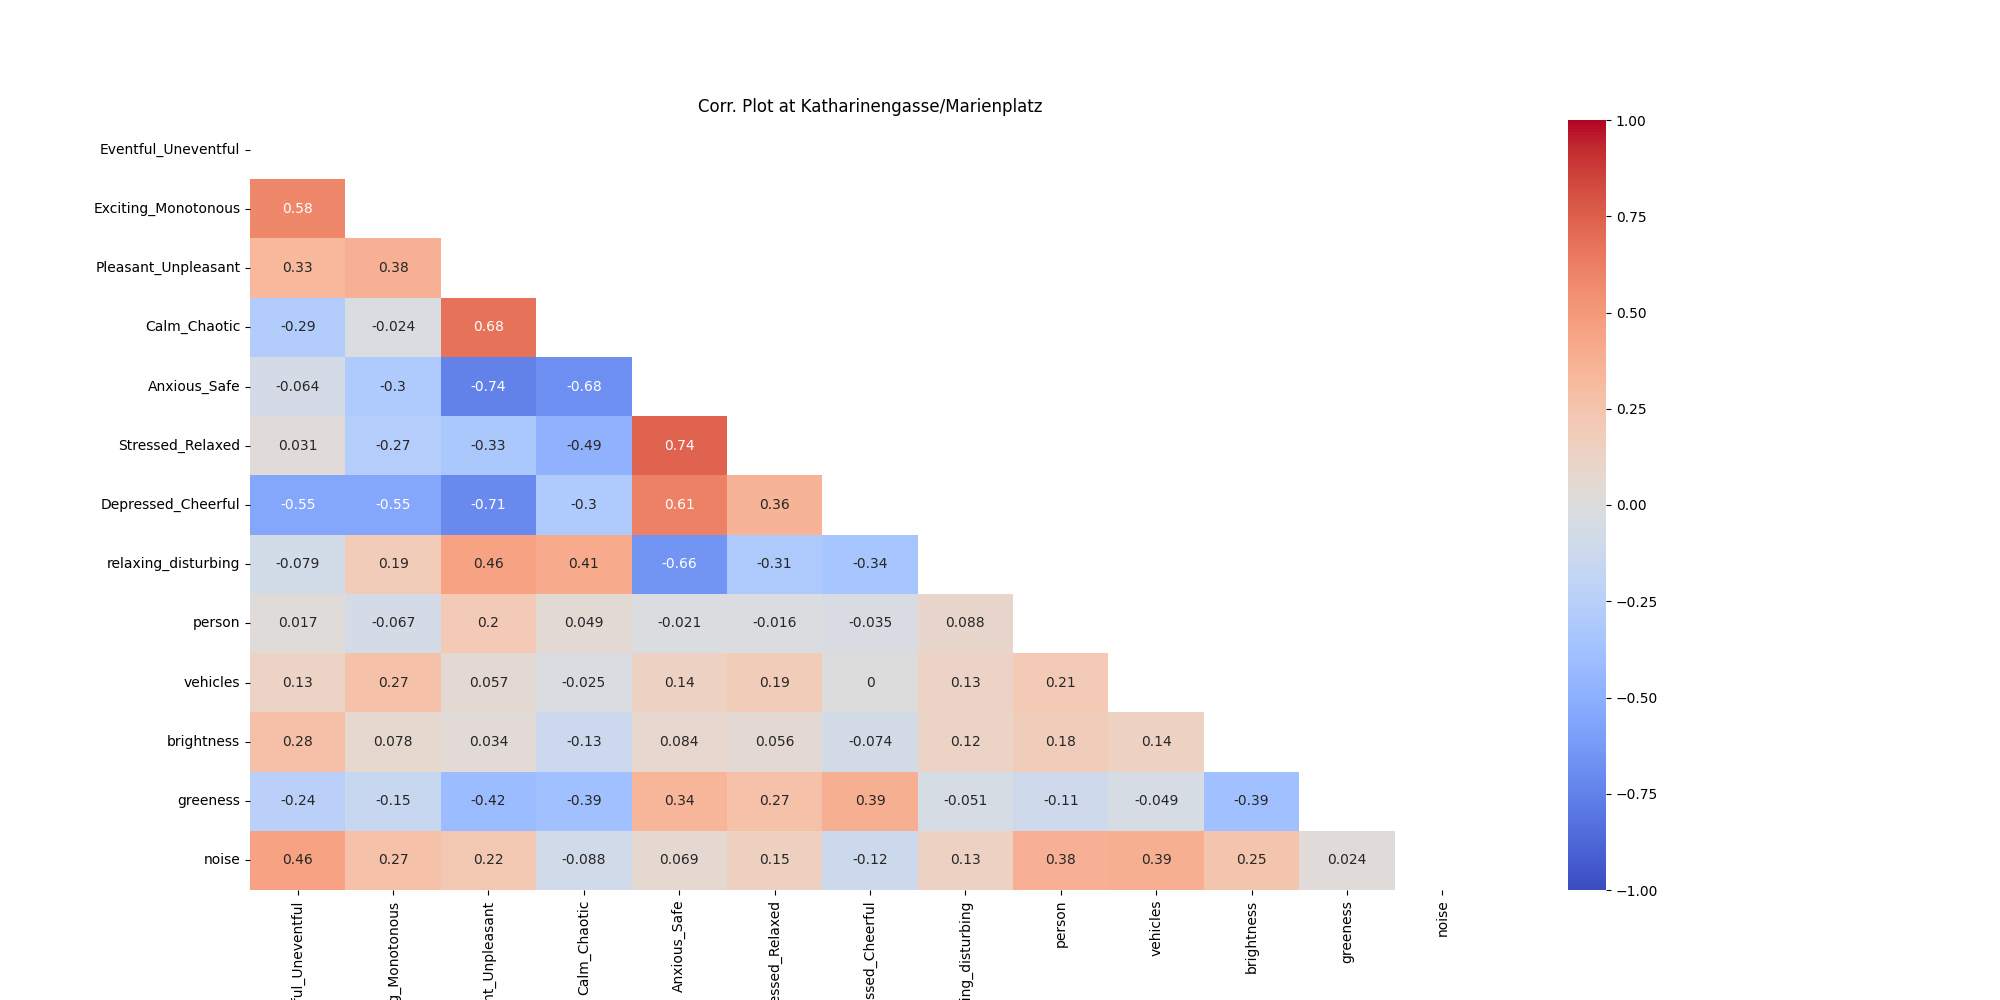 Corr. Plot at Katharinengasse/Marienplatz
1.00
Eventful_Uneventful
Exciting_Monotonous 0.58
0.75
Pleasant_Unpleasant 0.33 0.38
Calm_Chaotic -0.29 -0.024 0.68
0.50
Anxious_Safe -0.064 -0.3 -0.74 -0.68
0.25
Stressed_Relaxed 0.031 -0.27 -0.33 -0.49 0.74
Depressed_Cheerful -0.55 -0.55 -0.71 -0.3 0.61 0.36
0.00
relaxing_disturbing -0.079 0.19 0.46 0.41 -0.66 -0.31 -0.34
−0.25
person 0.017 -0.067 0.2 0.049 -0.021 -0.016 -0.035 0.088
vehicles 0.13 0.27 0.057 -0.025 0.14 0.19 0 0.13 0.21
−0.50
brightness 0.28 0.078 0.034 -0.13 0.084 0.056 -0.074 0.12 0.18 0.14
−0.75
greeness -0.24 -0.15 -0.42 -0.39 0.34 0.27 0.39 -0.051 -0.11 -0.049 -0.39
noise 0.46 0.27 0.22 -0.088 0.069 0.15 -0.12 0.13 0.38 0.39 0.25 0.024
−1.00
ful_Uneventful
g_Monotonous
nt_Unpleasant
Calm_Chaotic
Anxious_Safe
essed_Relaxed
ssed_Cheerful
ing_disturbing
person
vehicles
brightness
greeness
noise